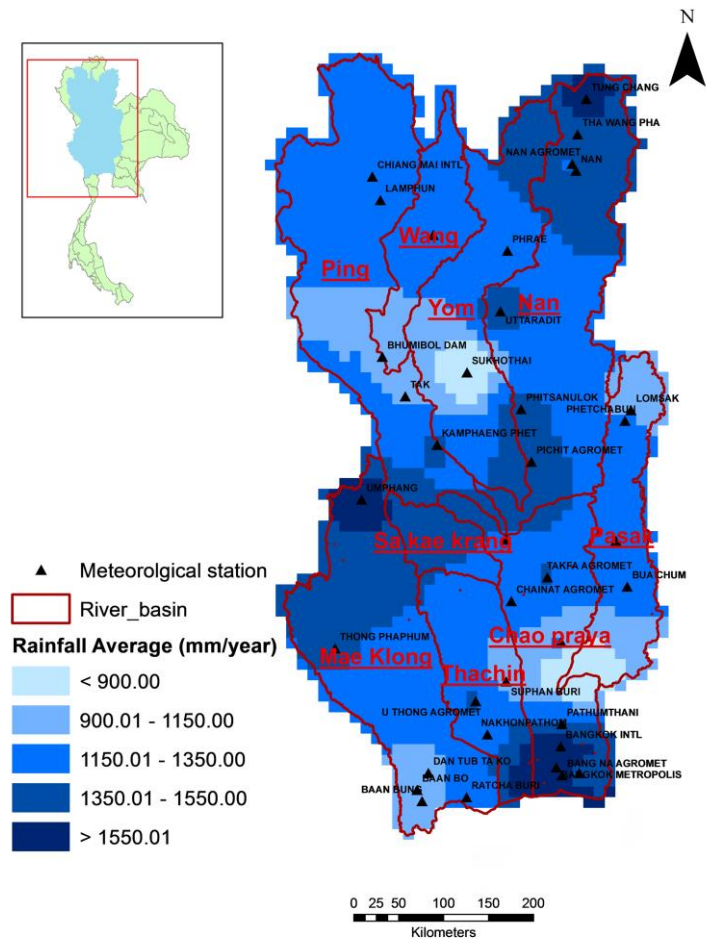 N
TUNG CHANG
THA WANG PHA
NAN AGROMET
NAN
CHIANG MAI INTL
LAMPHUN
Wang
PHRAE
Ping
Yom
Nan
UTTARADIT
BHUMIBOL DAM
SUKHOTHAI
TAK
PHITSANULOK
LOMSAK
PHETCHABUN
KAMPHAENG PHET
PICHIT AGROMET
UMPHANG
Sa kae krang
Pasak
TAKFA AGROMET
BUA CHUM
CHAINAT AGROMET
Meteorolgical station
River_basin
Rainfall Average (mm/year)
< 900.00
900.01 - 1150.00
1150.01 - 1350.00
1350.01 - 1550.00
> 1550.01
THONG PHAPHUM
Mae Klong
Chao praya
Thachin
SUPHAN BURI
U THONG AGROMET
PATHUMTHANI
NAKHONPATHOM
BANGKOK INTL
DAN TUB TA KO
BANG NA AGROMET
BAAN BO
BANGKOK METROPOLIS
BAAN BUNG
RATCHA BURI
0 25 50 100 150 200
Kilometers